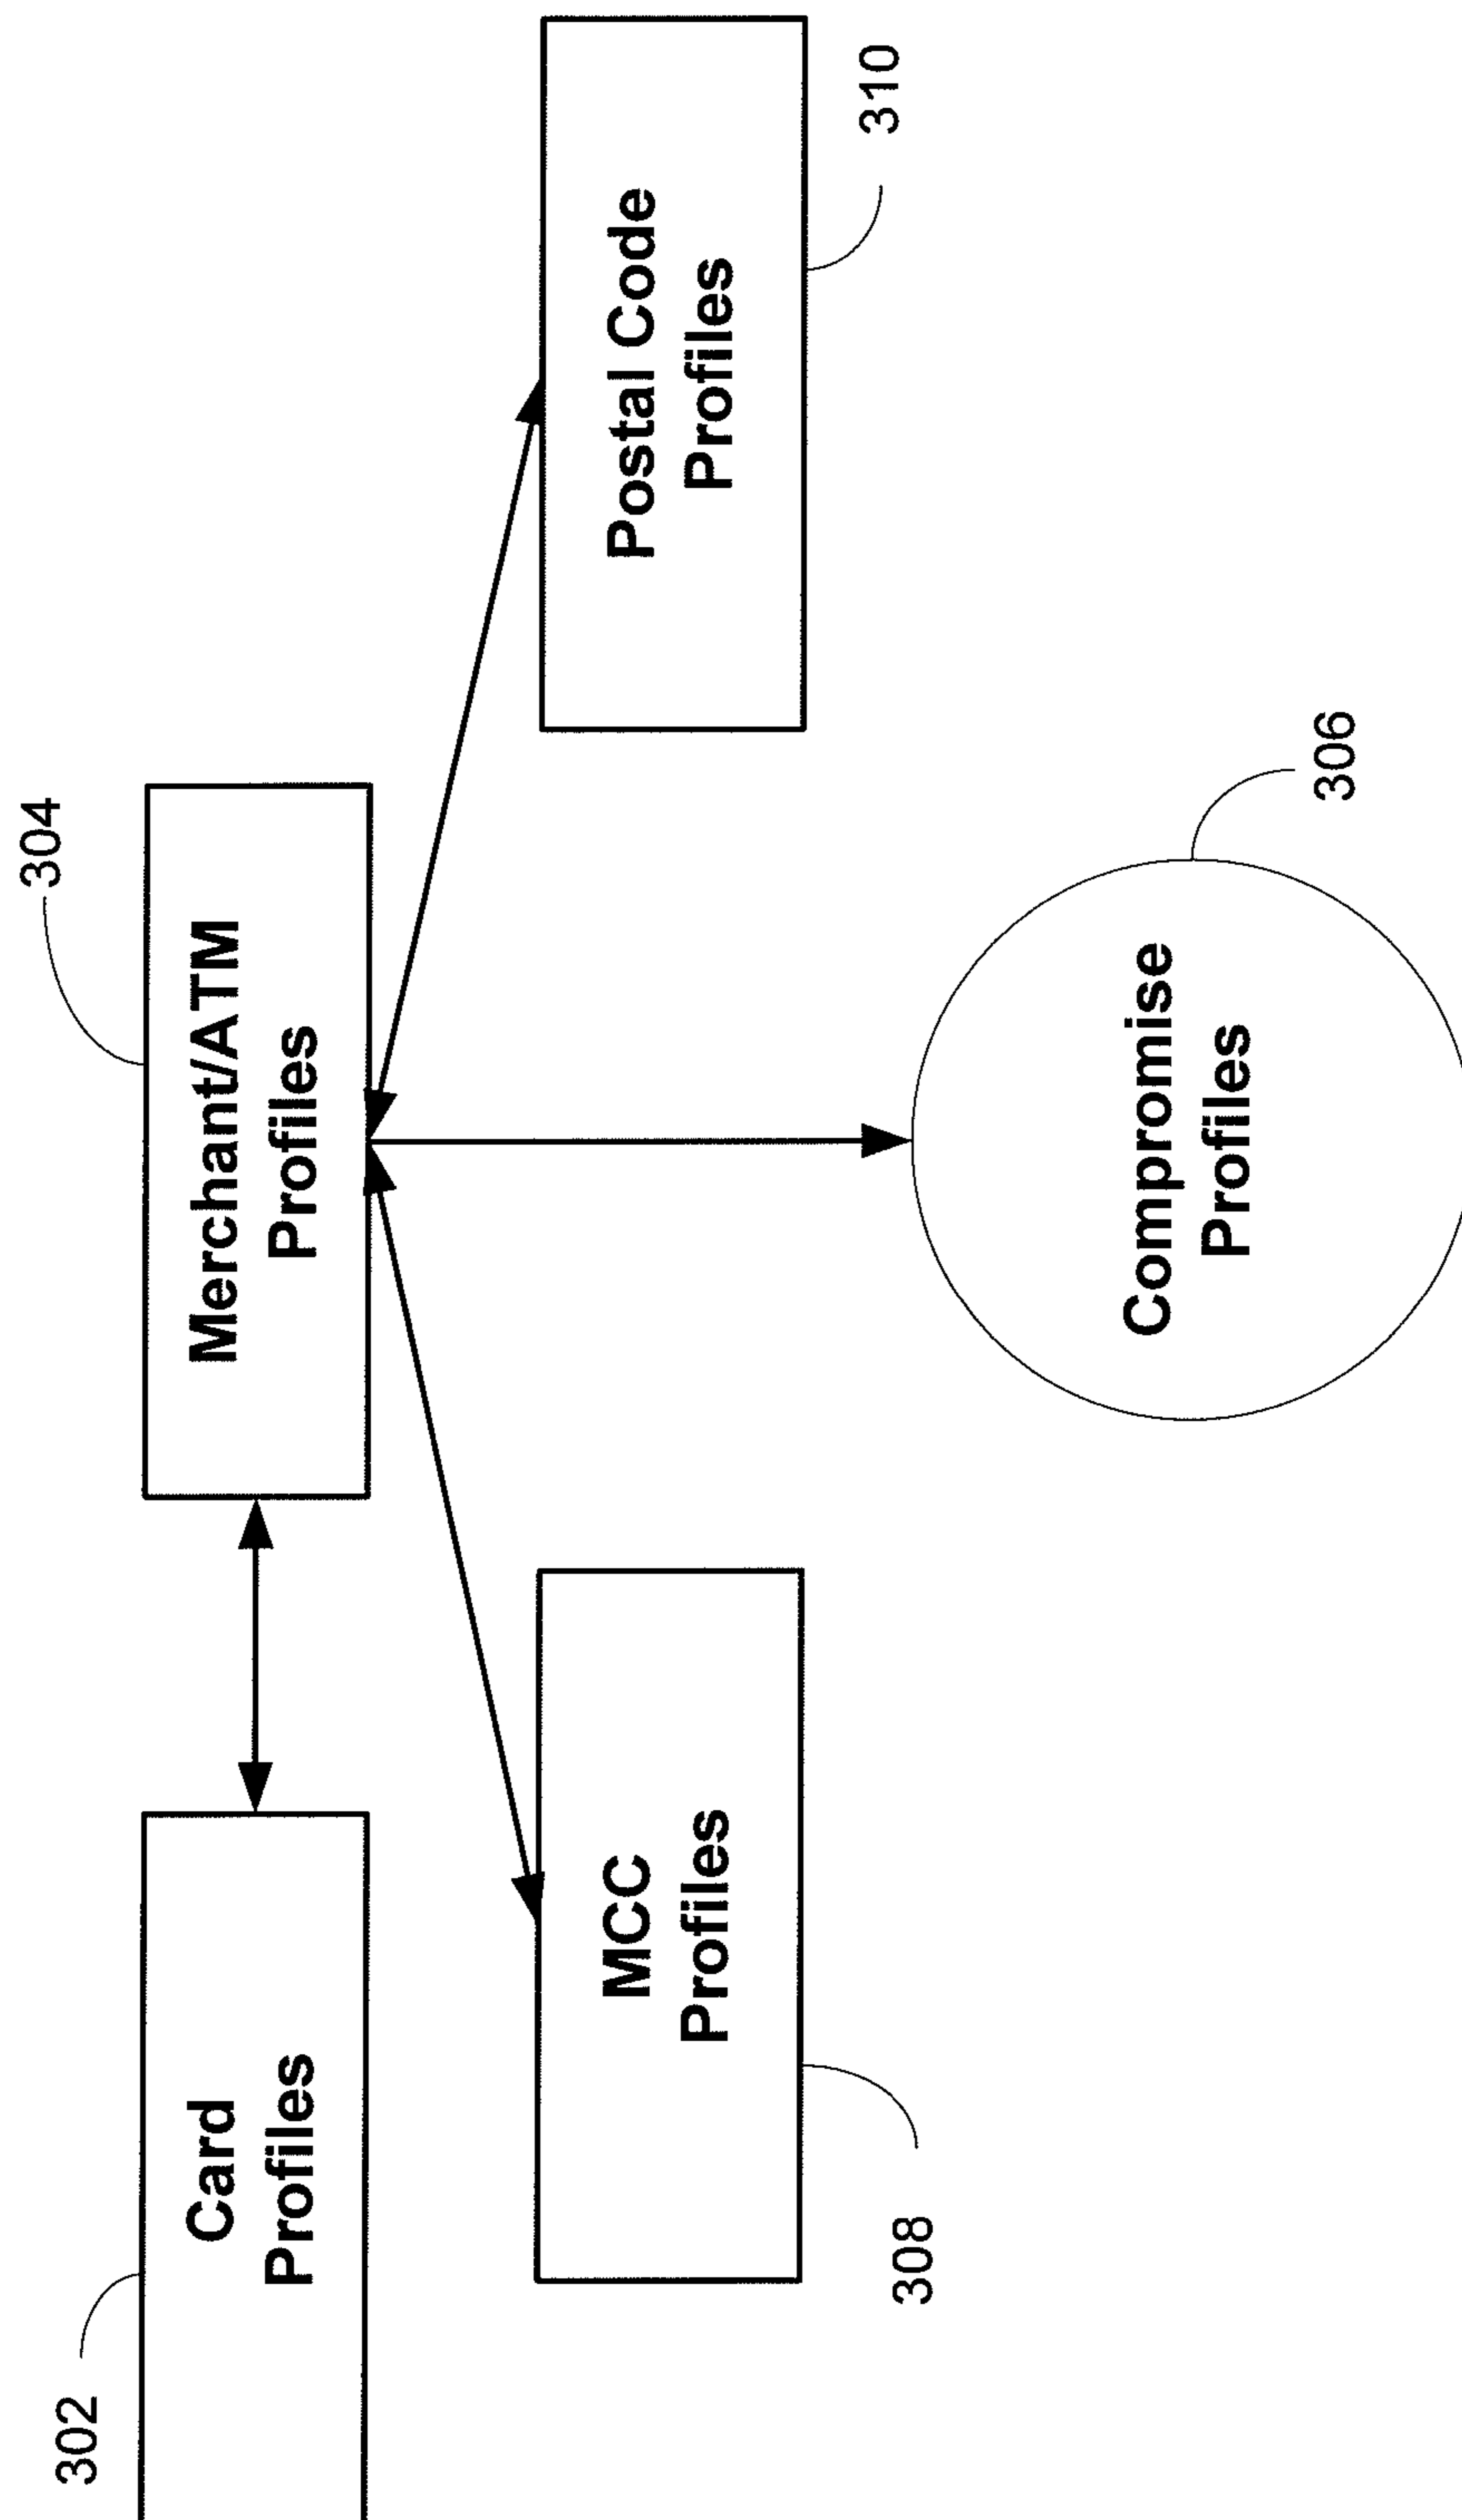 304
302
Card
Profiles
Merchant/ATM
Profiles
MCC
Profiles
Postal Code
Profiles
308
310
Compromise
Profiles
306